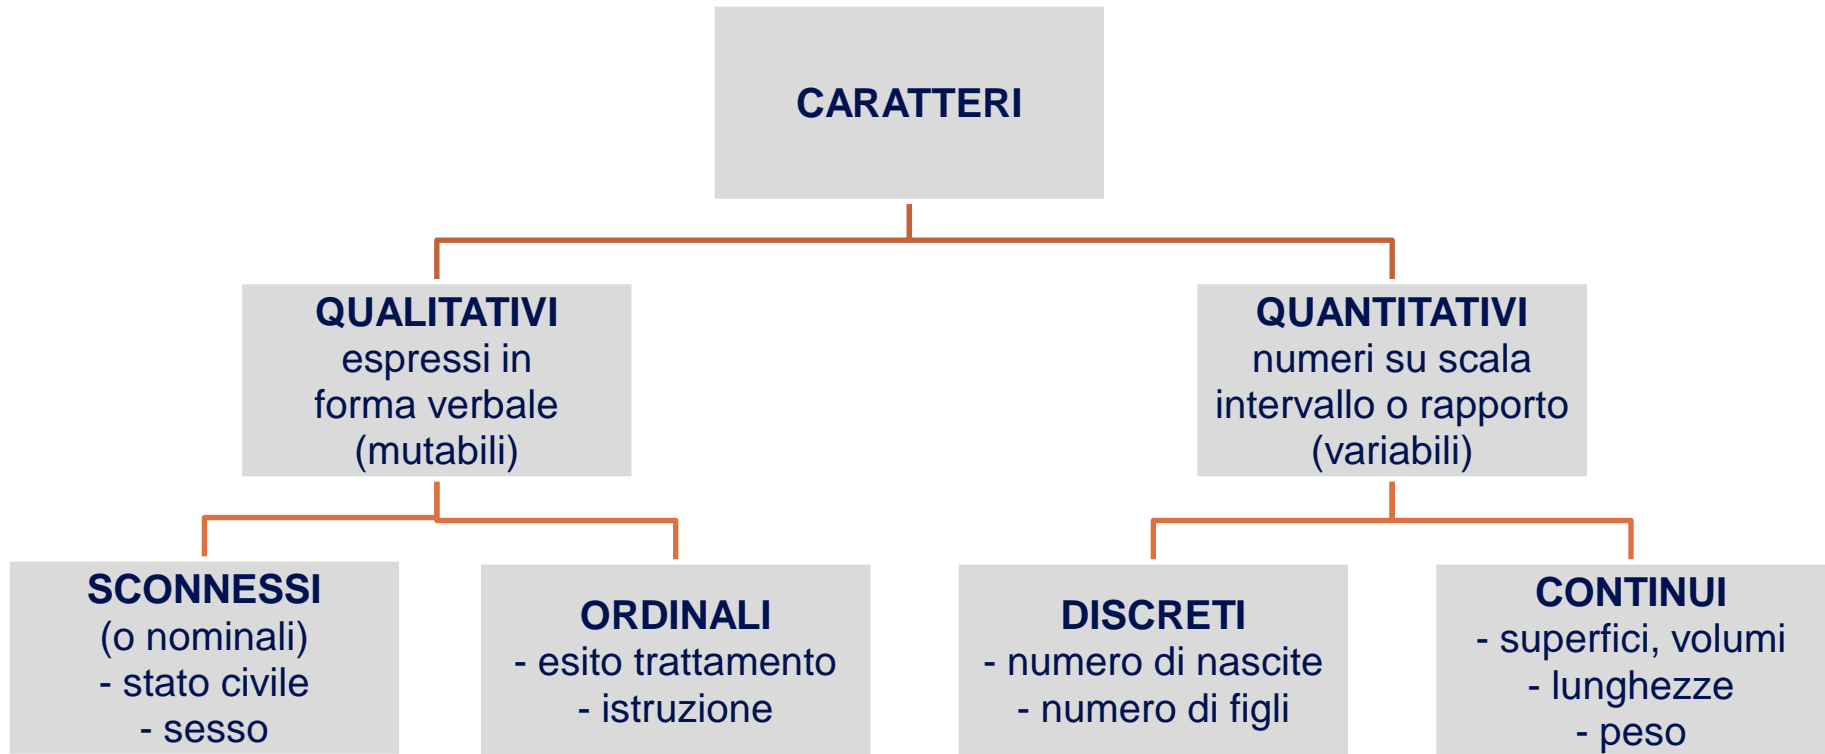 CARATTERI
QUALITATIVI
espressi in
forma verbale
(mutabili)
QUANTITATIVI
numeri su scala
intervallo o rapporto
(variabili)
SCONNESSI
(o nominali)
- stato civile
- sesso
ORDINALI
- esito trattamento
- istruzione
DISCRETI
- numero di nascite
- numero di figli
CONTINUI
- superfici, volumi
- lunghezze
- peso